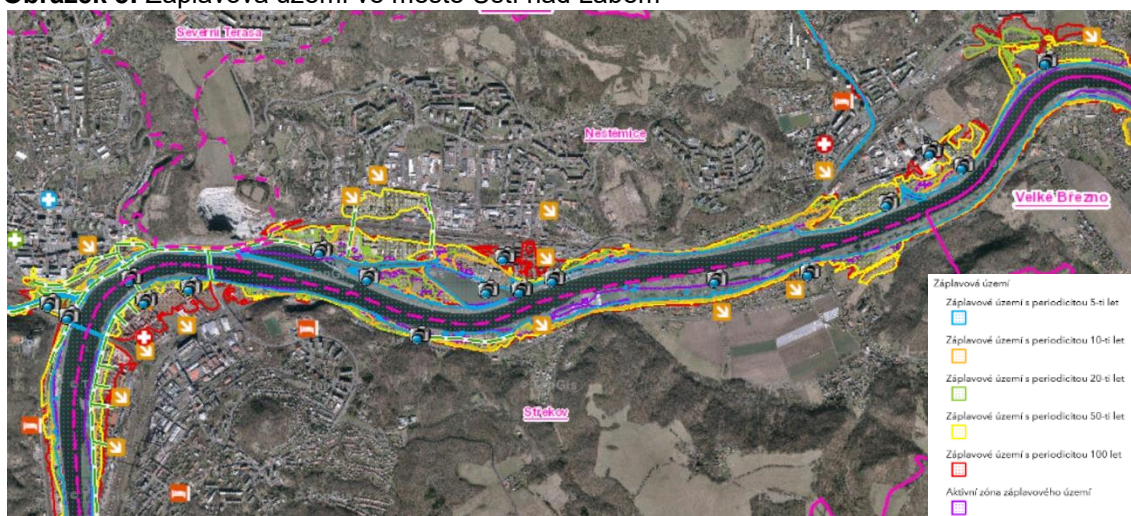 Obrázek 3. Záplavová území ve městě Ústí nad Labem
Severní Terasa
Neštěmice
Velké Březno
Střekov
Záplavová území
Záplavové území s periodicitou 5-ti let
Záplavové území s periodicitou 10-ti let
Záplavové území s periodicitou 20-ti let
Záplavové území s periodicitou 50-ti let
Záplavové území s periodicitou 100 let
Aktivní zóna záplavového území